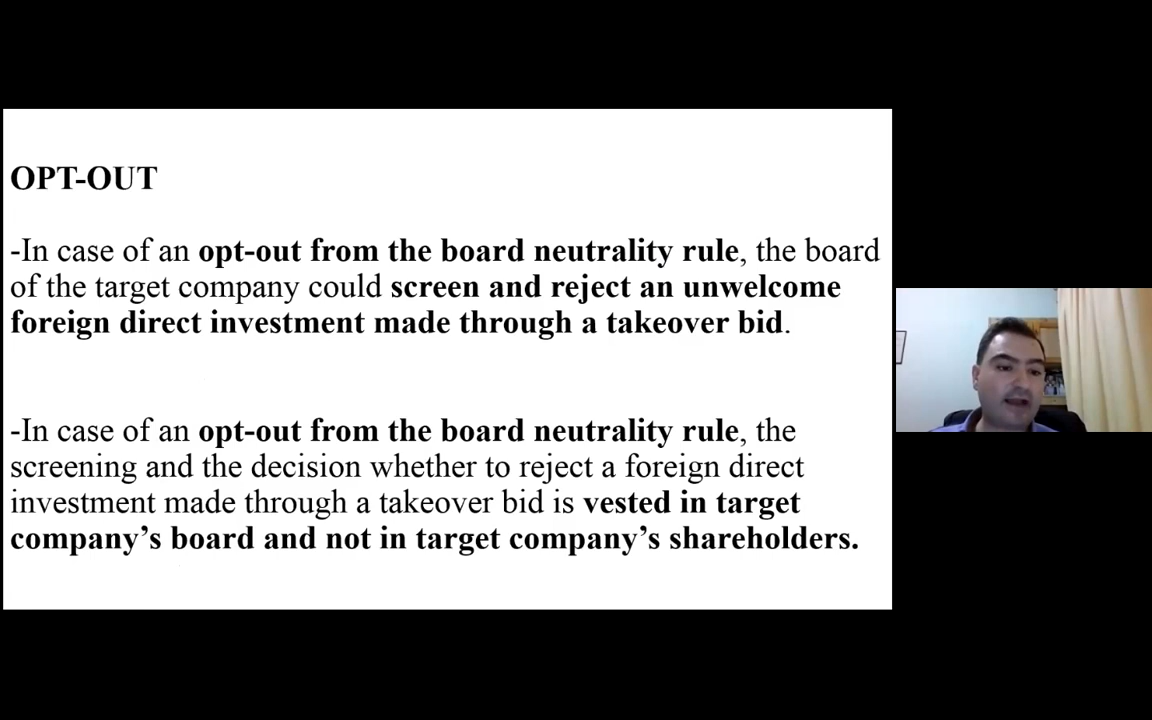 OPT-OUT
-In case of an opt-out from the board neutrality rule, the board
of the target company could screen and reject an unwelcome
foreign direct investment made through a takeover bid.
-In case of an opt-out from the board neutrality rule, the
screening and the decision whether to reject a foreign direct
investment made through a takeover bid is vested in target
company’s board and not in target company’s shareholders.